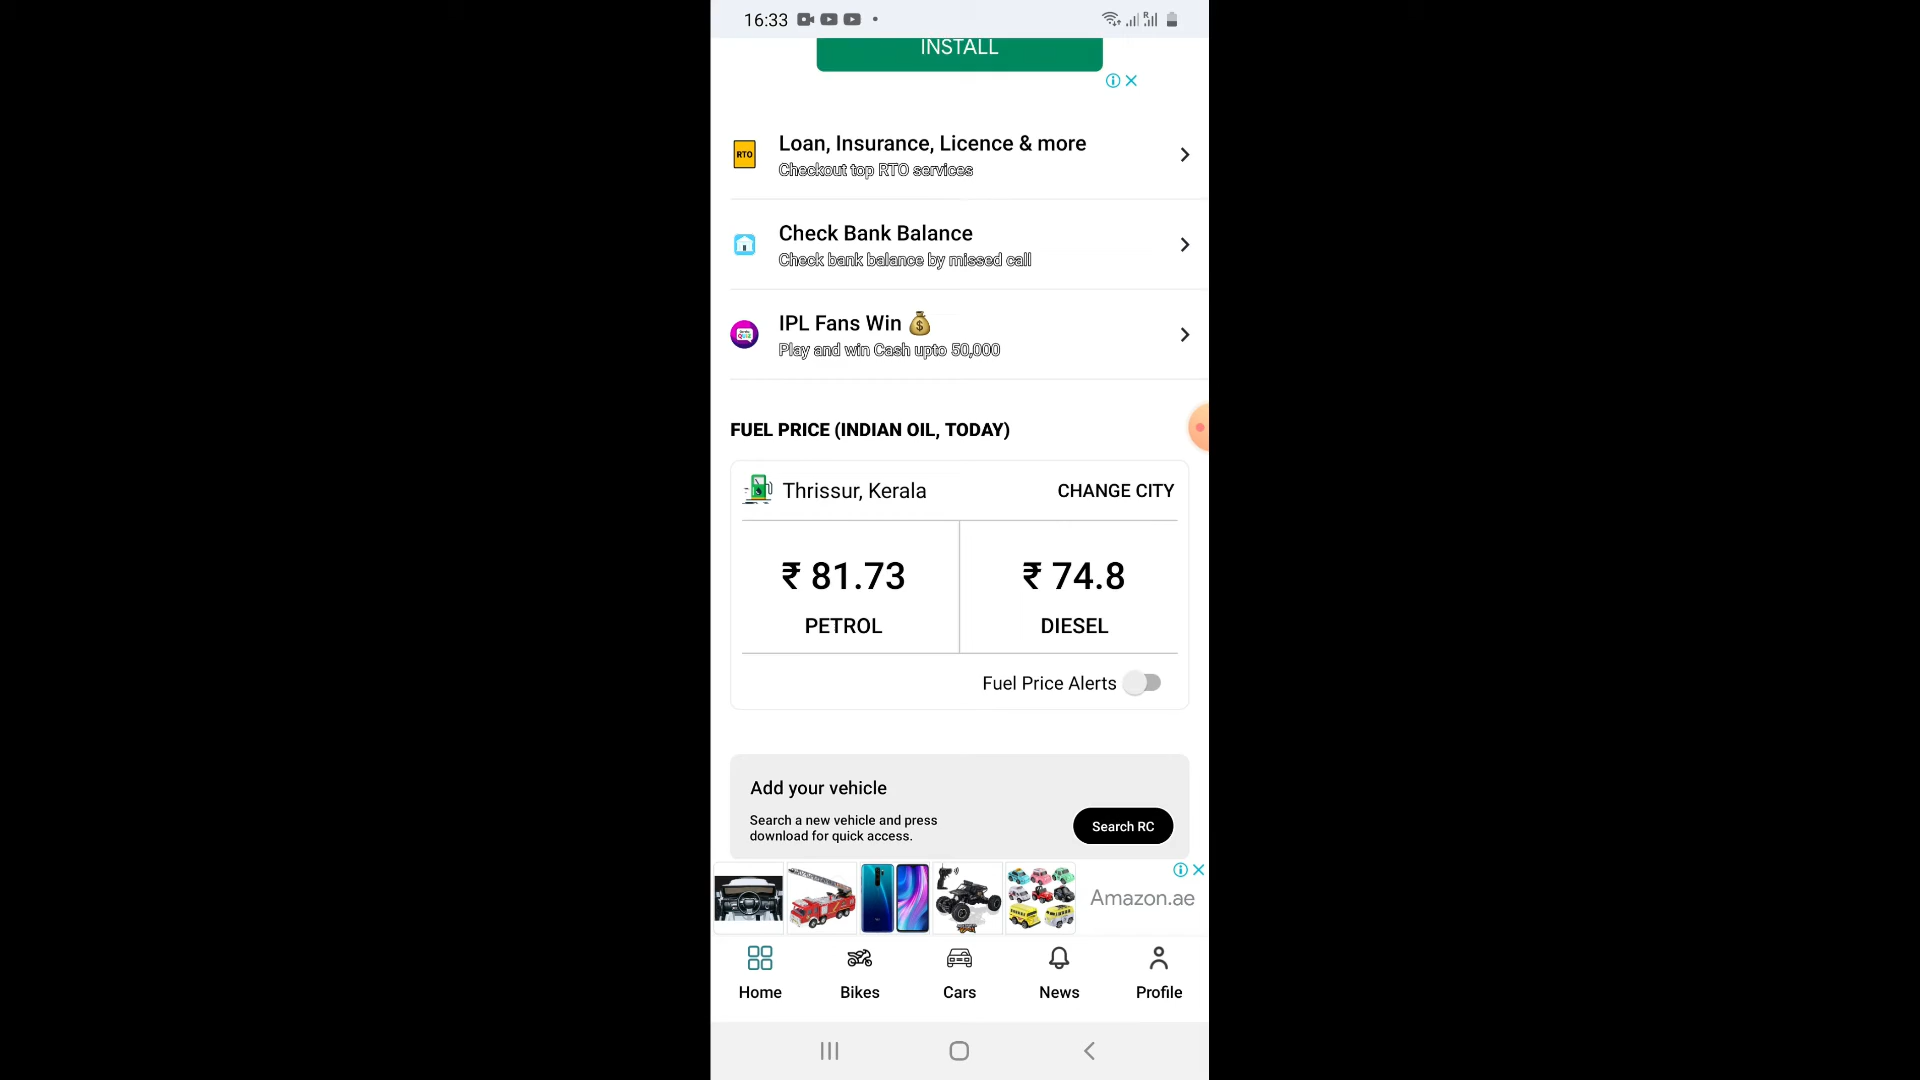 16:33
INSTALL
Loan, Insurance, Licence & more
RTO
Checkout top RTO services
Check Bank Balance
Check bank balance by missed call
IPL Fans Win
Play and win Cash upto 50,000
FUEL PRICE (INDIAN OIL, TODAY)
Thrissur, Kerala
CHANGE CITY
₹ 81.73
₹ 74.8
PETROL
DIESEL
Fuel Price Alerts
Add your vehicle
Search a new vehicle and press
download for quick access.
Search RC
Amazon.ae
Home
Bikes
Cars
News
Profile